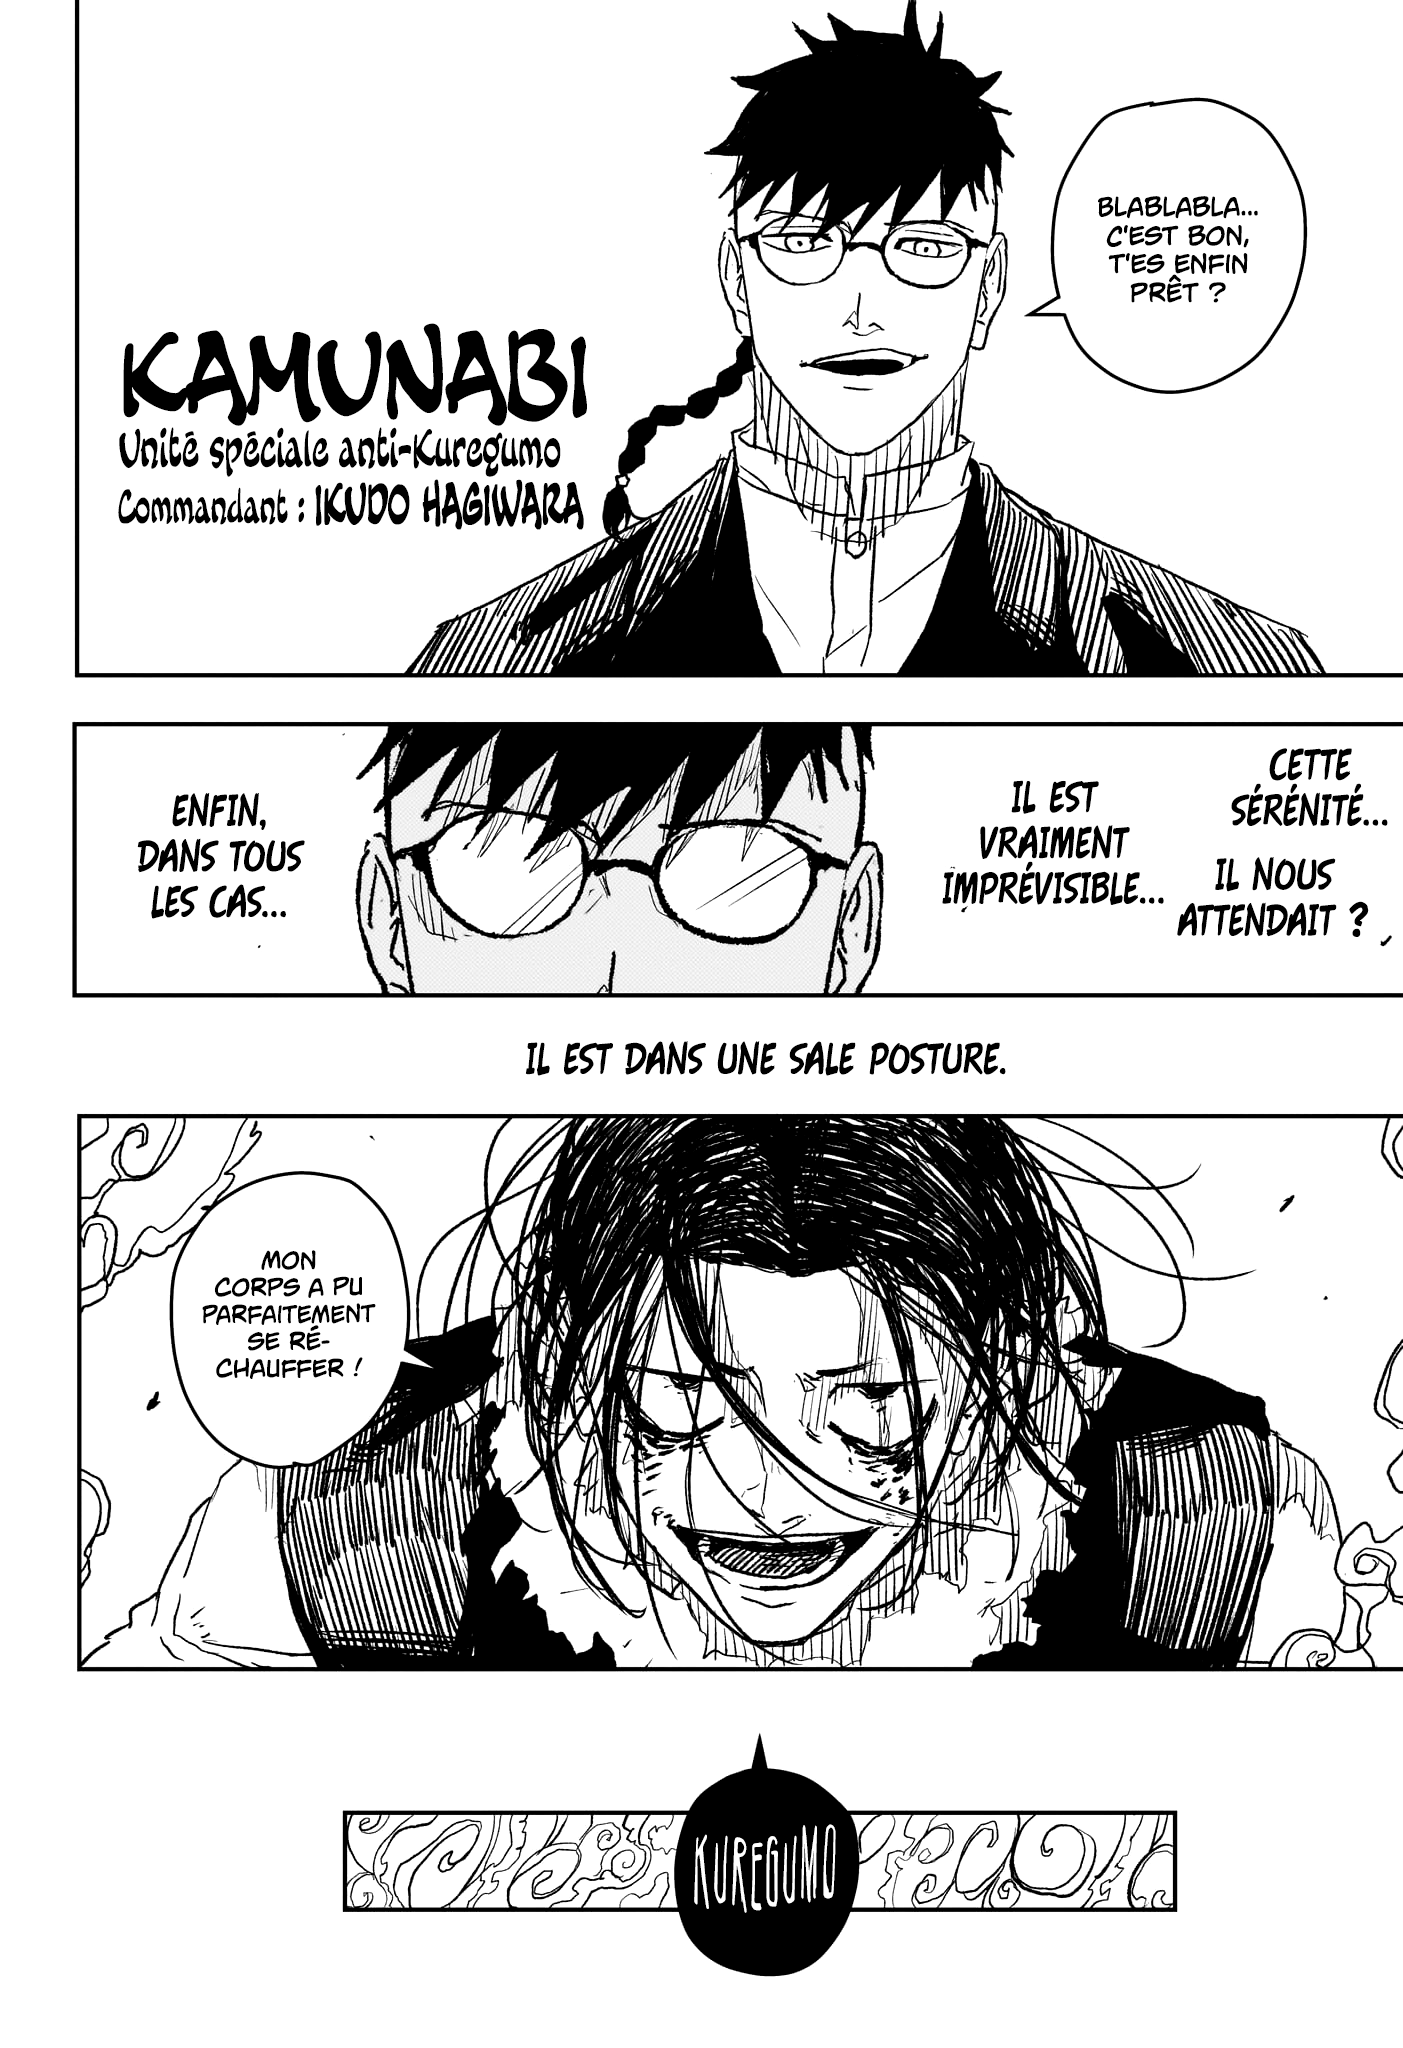 BLABLABLA...
C'EST BON,
T'ES ENFIN
PRÊT ?
KAMUNABI
Unité spéciale anti-Kuregumo
Commandant : IKUDO HAGIWARA
CETTE
SÉRÉNITÉ...
IL NOUS
ATTENDAIT ?
IL EST
VRAIMENT
IMPRÉVISIBLE...
ENFIN,
DANS TOUS
LES CAS...
IL EST DANS UNE SALE POSTURE.
MON
CORPS A PU
PARFAITEMENT
SE RÉ-
CHAUFFER !
KUREGUMO